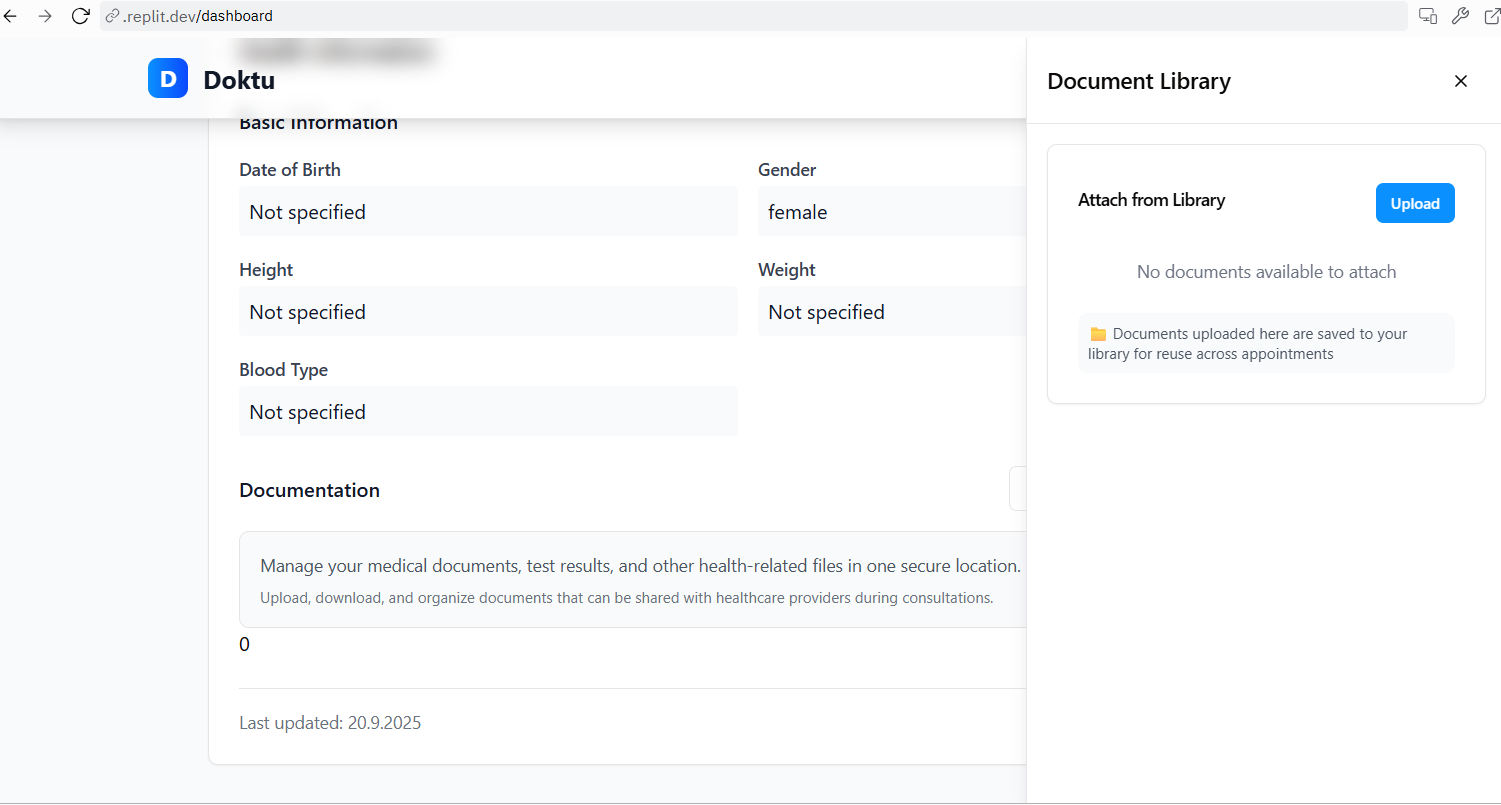 .replit.dev/dashboard
D
Doktu
Basic Information
Date of Birth
Gender
Not specified
female
Height
Weight
Not specified
Not specified
Blood Type
Not specified
Documentation
Manage your medical documents, test results, and other health-related files in one secure location.
Upload, download, and organize documents that can be shared with healthcare providers during consultations.
0
Last updated: 20.9.2025
Document Library
Attach from Library
Upload
No documents available to attach
📁 Documents uploaded here are saved to your
library for reuse across appointments